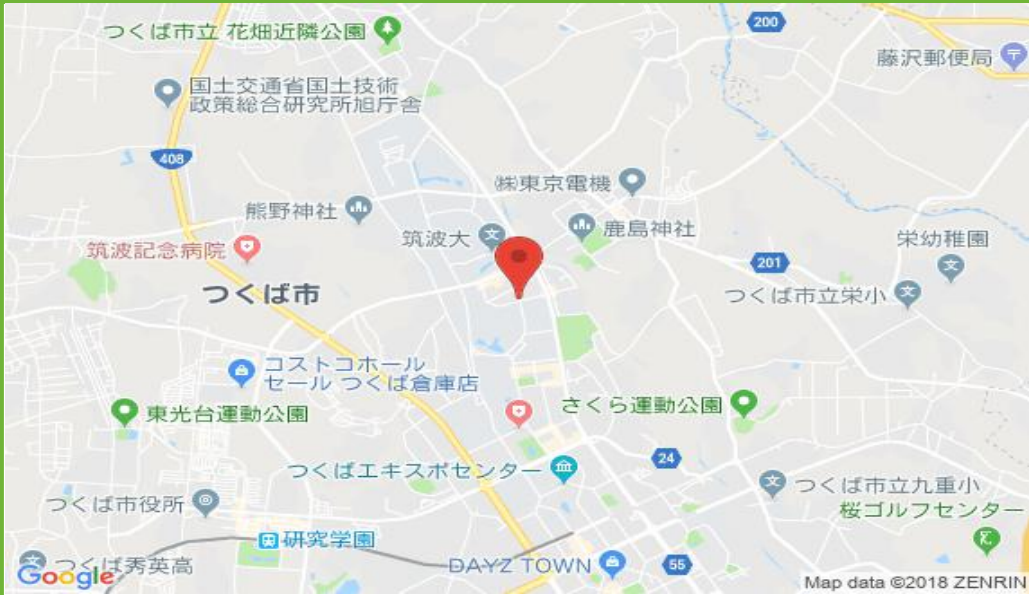 つくば市立 花畑近隣公園
200
藤沢郵便局
国土交通省国土技術
政策総合研究所旭庁舎
408
㈱東京電機
熊野神社
鹿島神社
筑波大
栄幼稚園
筑波記念病院
201
つくば市
つくば市立栄小
コストコホール
セール つくば倉庫店
さくら運動公園
東光台運動公園
24
つくばエキスポセンター
つくば市立九重小
つくば市役所
桜ゴルフセンター
研究学園
DAYZ TOWN
55
つくば秀英高
Google
Map data ©2018 ZENRIN